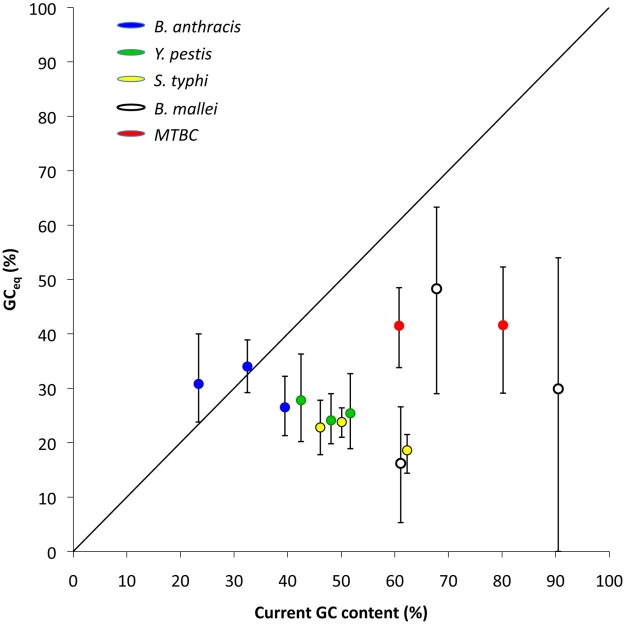 100
90
80
70
60
50
40
30
20
10
0
GCeq (%)
B. anthracis
Y. pestis
S. typhi
B. mallei
MTBC
0 10 20 30 40 50 60 70 80 90 100
Current GC content (%)